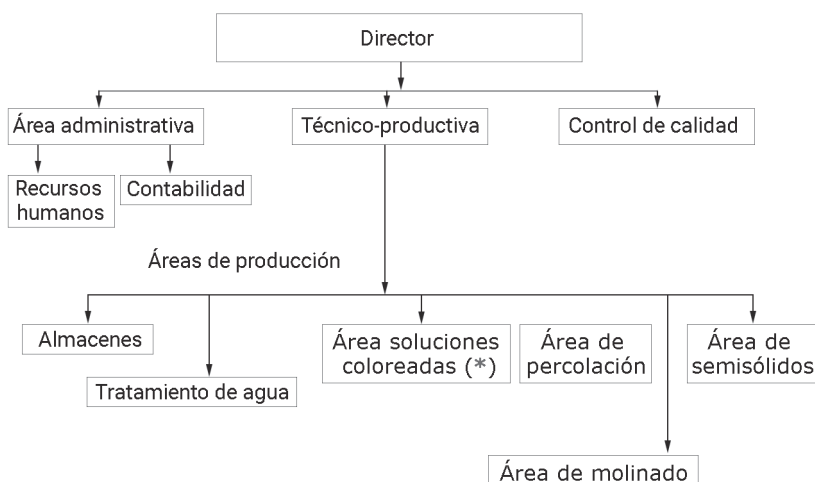 Director
Área administrativa
Técnico-productiva
Control de calidad
Recursos
humanos
Contabilidad
Áreas de producción
Almacenes
Tratamiento de agua
Área soluciones
coloreadas (*)
Área de
percolación
Área de
semisólidos
Área de molinado